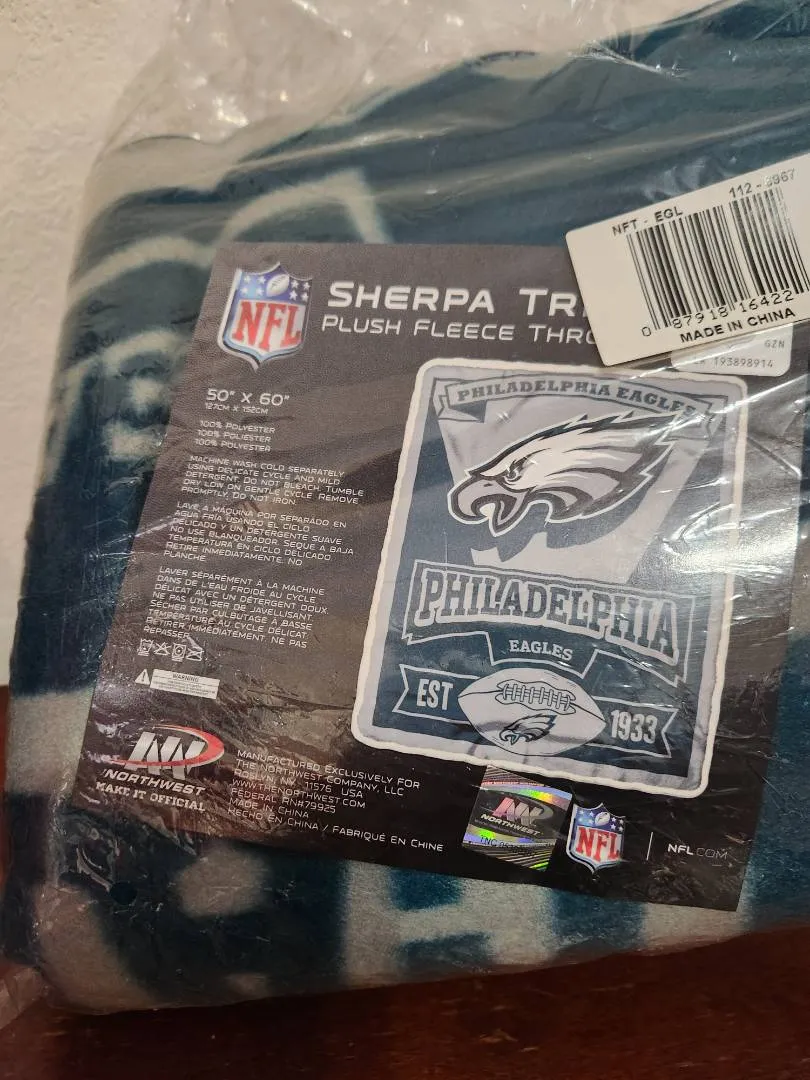 NFT - EGL
0 87918 16422
MADE IN CHINA
GZN
193898914
NFL
SHERPA
PLUSH FLEECE
50" X 60"
127CM X 152CM
100% POLYESTER
100% POLIÉSTER
100% POLYESTER
MACHINE WASH COLD SEPARATELY
USING DELICATE CYCLE AND MILD
DETERGENT. DO NOT BLEACH. TUMBLE
DRY LOW ON GENTLE CYCLE. REMOVE
PROMPTLY. DO NOT IRON.
LAVE A MÁQUINA POR SEPARADO EN
AGUA FRÍA USANDO EL CICLO
DELICADO Y UN DETERGENTE SUAVE.
NO USE BLANQUEADOR. SEQUE A BAJA
TEMPERATURA EN CICLO DELICADO.
RETIRE INMEDIATAMENTE. NO
PLANCHE.
LAVER SÉPARÉMENT À LA MACHINE
DANS DE L'EAU FROIDE AU CYCLE
DÉLICAT AVEC UN DÉTERGENT DOUX.
NE PAS UTILISER DE JAVELLISANT.
SÉCHER PAR CULBUTAGE À BASSE
TEMPÉRATURE AU CYCLE DÉLICAT.
RETIRER IMMÉDIATEMENT. NE PAS
REPASSER.
WARNING
PHILADELPHIA EAGLES
PHILADELPHIA
EAGLES
EST
1933
NORTHWEST
MAKE IT OFFICIAL
MANUFACTURED EXCLUSIVELY FOR
THE NORTHWEST COMPANY, LLC
ROSLYN, NY 11576 USA
WWW.THENORTHWEST.COM
FEDERAL RN#79925
MADE IN CHINA
HECHO EN CHINA / FABRIQUÉ EN CHINE
NORTHWEST
NFL
NFL.COM